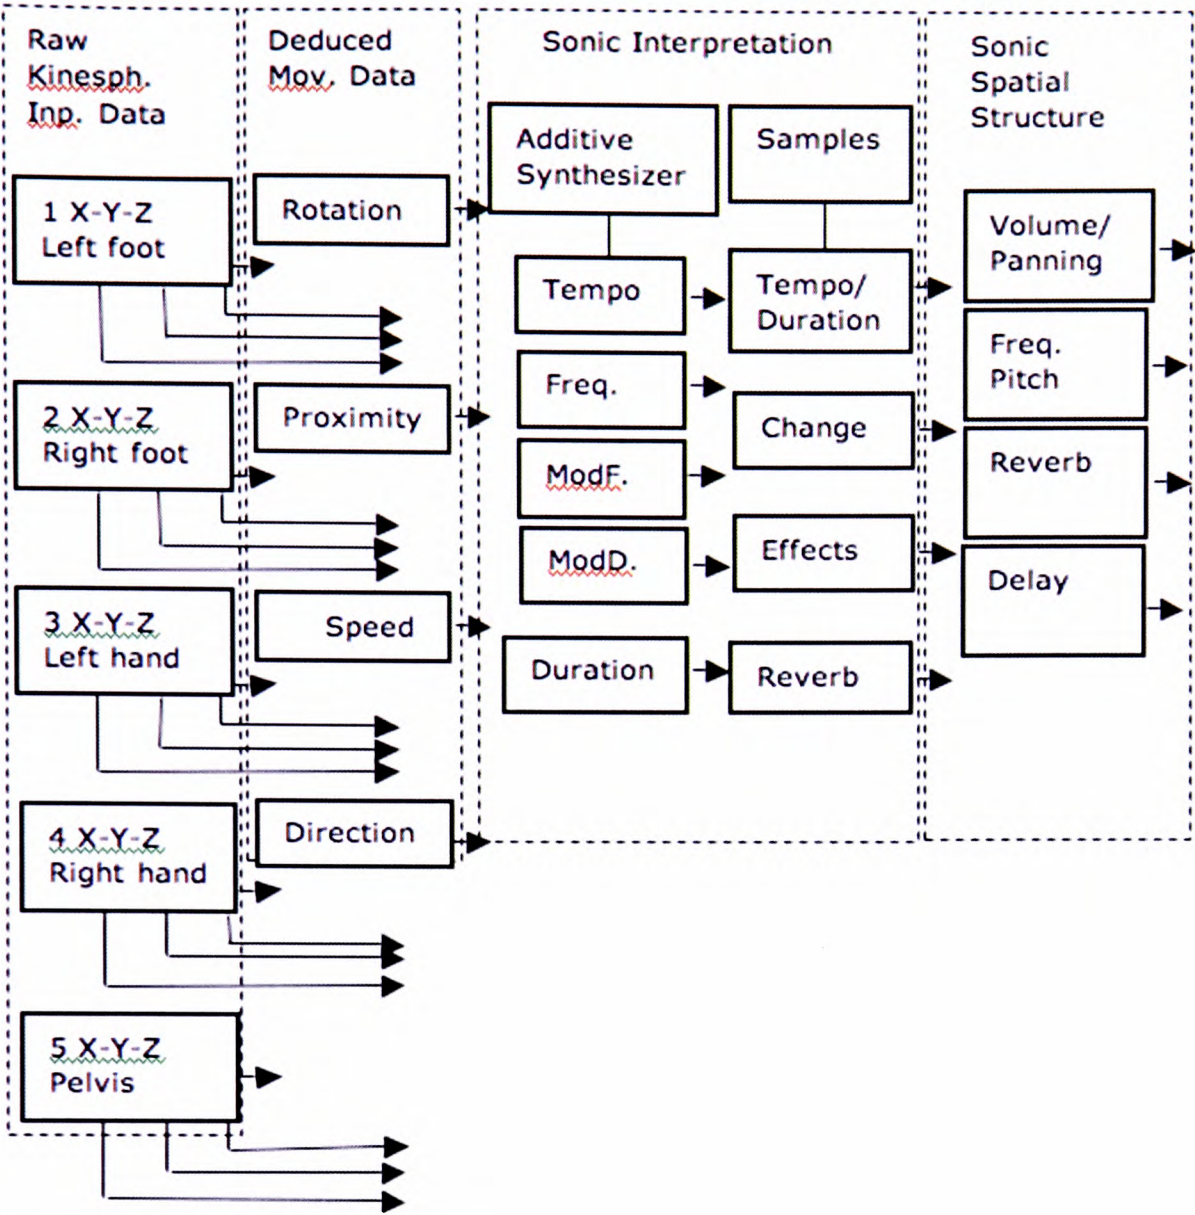 Raw
Kinesph.
Inp. Data
1 X-Y-Z
Left foot
2 X-Y-Z
Right foot
3 X-Y-Z
Left hand
4 X-Y-Z
Right hand
5 X-Y-Z
Pelvis
Deduced
Mov. Data
Rotation
Proximity
Speed
Direction
Sonic Interpretation
Additive
Synthesizer
Tempo
Freq.
ModF.
ModD.
Duration
Samples
Tempo/
Duration
Change
Effects
Reverb
Sonic
Spatial
Structure
Volume/
Panning
Freq.
Pitch
Reverb
Delay